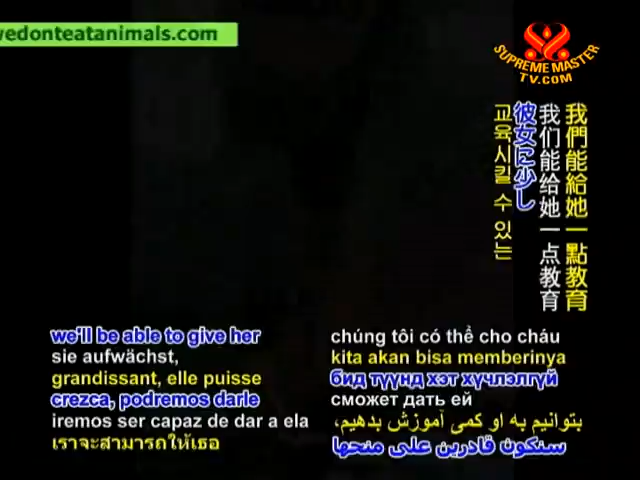 wedonteatanimals.com
SUPREME MASTER
TV.COM
我們能給她一點教育
我们能给她一点教育
彼女に少し
교육시킬 수 있는
we'll be able to give her
sie aufwächst,
grandissant, elle puisse
crezca, podremos darle
iremos ser capaz de dar a ela
เราจะสามารถให้เธอ
chúng tôi có thể cho cháu
kita akan bisa memberinya
бид түүнд хэт хүчлэлгүй
сможет дать ей
بتوانیم به او کمی آموزش بدهیم،
سنكون قادرين على منحها